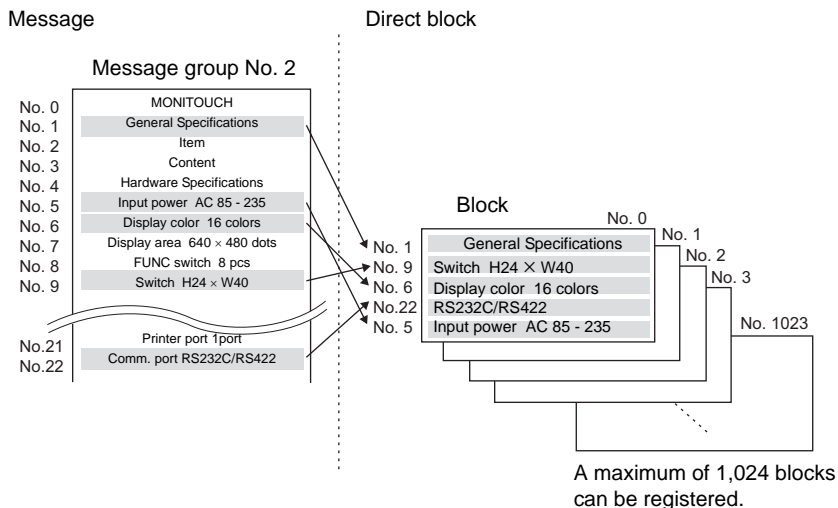 Message
Direct block
Message group No. 2
No. 0 MONITOUCH
No. 1 General Specifications
No. 2 Item
No. 3 Content
No. 4 Hardware Specifications
No. 5 Input power AC 85 - 235
No. 6 Display color 16 colors
No. 7 Display area 640 × 480 dots
No. 8 FUNC switch 8 pcs
No. 9 Switch H24 × W40
No.21 Printer port 1port
No.22 Comm. port RS232C/RS422
Block
No. 0
No. 1
No. 2
No. 3
No. 1023
No. 1 General Specifications
No. 9 Switch H24 × W40
No. 6 Display color 16 colors
No.22 RS232C/RS422
No. 5 Input power AC 85 - 235
A maximum of 1,024 blocks
can be registered.